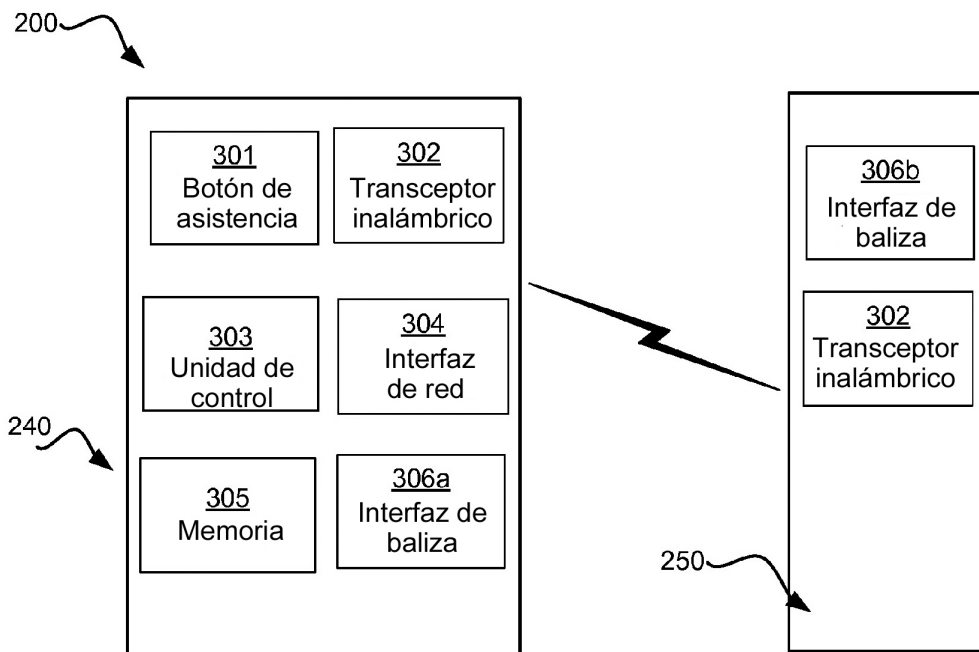 200
301
Botón de
asistencia
302
Transceptor
inalámbrico
306b
Interfaz de
baliza
303
Unidad de
control
304
Interfaz
de red
302
Transceptor
inalámbrico
240
305
Memoria
306a
Interfaz de
baliza
250